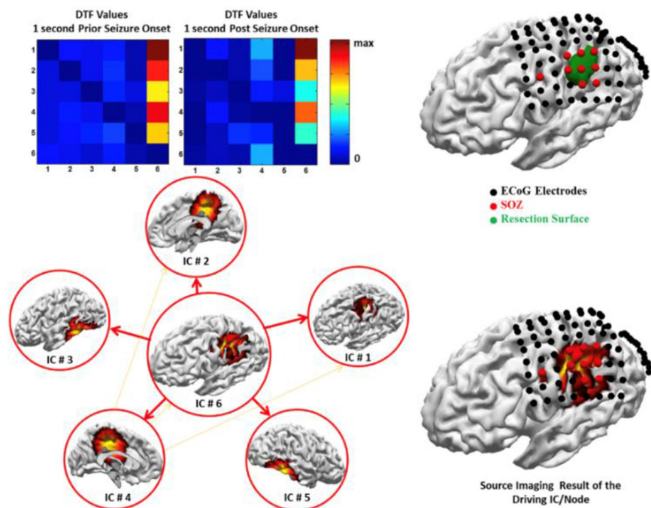 DTF Values
1 second Prior Seizure Onset
DTF Values
1 second Post Seizure Onset
1
2
3
4
5
6
1 2 3 4 5 6
1
2
3
4
5
6
1 2 3 4 5 6
max
0
ECoG Electrodes
SOZ
Resection Surface
IC # 2
IC # 3
IC # 1
IC # 6
IC # 4
IC # 5
Source Imaging Result of the
Driving IC/Node